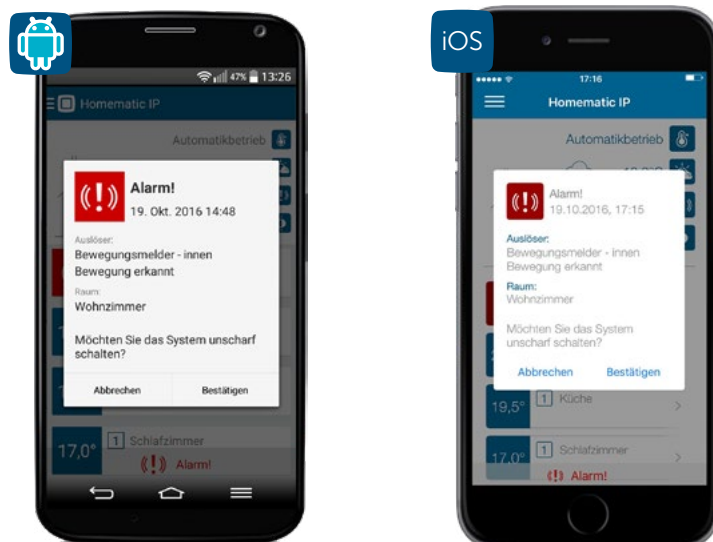 iOS
47% 13:26
Homematic IP
Automatikbetrieb
Alarm!
19. Okt. 2016 14:48
Auslöser:
Bewegungsmelder - innen
Bewegung erkannt
Raum:
Wohnzimmer
Möchten Sie das System unscharf
schalten?
Abbrechen Bestätigen
17,0° 1 Schlafzimmer
Alarm!
17:16
Homematic IP
Automatikbetrieb
Alarm!
19.10.2016, 17:15
Auslöser:
Bewegungsmelder - innen
Bewegung erkannt
Raum:
Wohnzimmer
Möchten Sie das System
unscharf schalten?
Abbrechen Bestätigen
19,5° 1 Küche
17,0° 1 Schlafzimmer
Alarm!